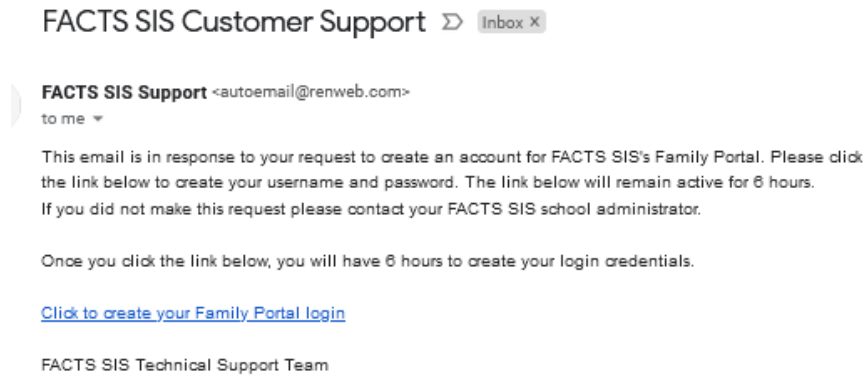 FACTS SIS Customer Support Inbox ×
FACTS SIS Support <autoemail@renweb.com>
to me
This email is in response to your request to create an account for FACTS SIS's Family Portal. Please click
the link below to create your username and password. The link below will remain active for 6 hours.
If you did not make this request please contact your FACTS SIS school administrator.
Once you click the link below, you will have 6 hours to create your login credentials.
Click to create your Family Portal login
FACTS SIS Technical Support Team